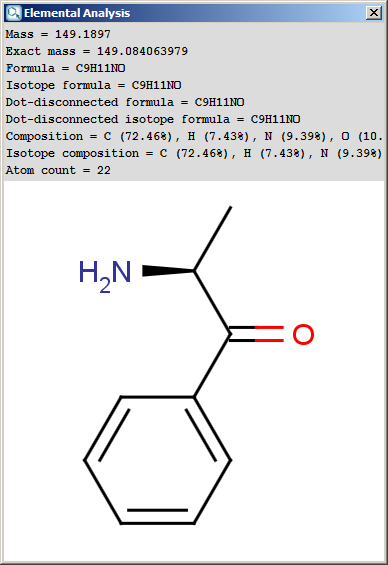 Elemental Analysis
Mass = 149.1897
Exact mass = 149.084063979
Formula = C9H11NO
Isotope formula = C9H11NO
Dot-disconnected formula = C9H11NO
Dot-disconnected isotope formula = C9H11NO
Composition = C (72.46%), H (7.43%), N (9.39%), O (10.
Isotope composition = C (72.46%), H (7.43%), N (9.39%)
Atom count = 22
H2N
O